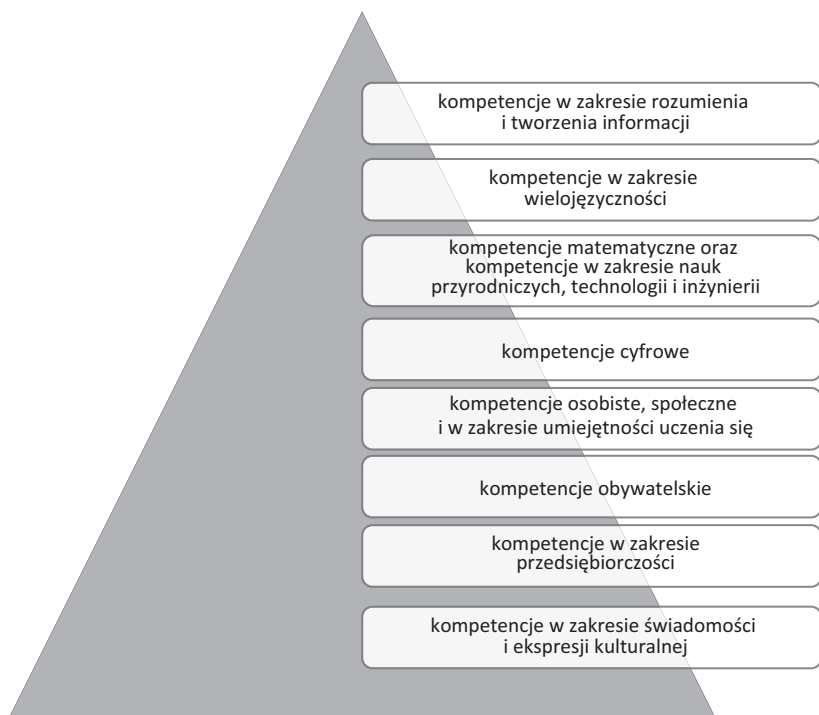 kompetencje w zakresie rozumienia
i tworzenia informacji
kompetencje w zakresie
wielojęzyczności
kompetencje matematyczne oraz
kompetencje w zakresie nauk
przyrodniczych, technologii i inżynierii
kompetencje cyfrowe
kompetencje osobiste, społeczne
i w zakresie umiejętności uczenia się
kompetencje obywatelskie
kompetencje w zakresie
przedsiębiorczości
kompetencje w zakresie świadomości
i ekspresji kulturalnej